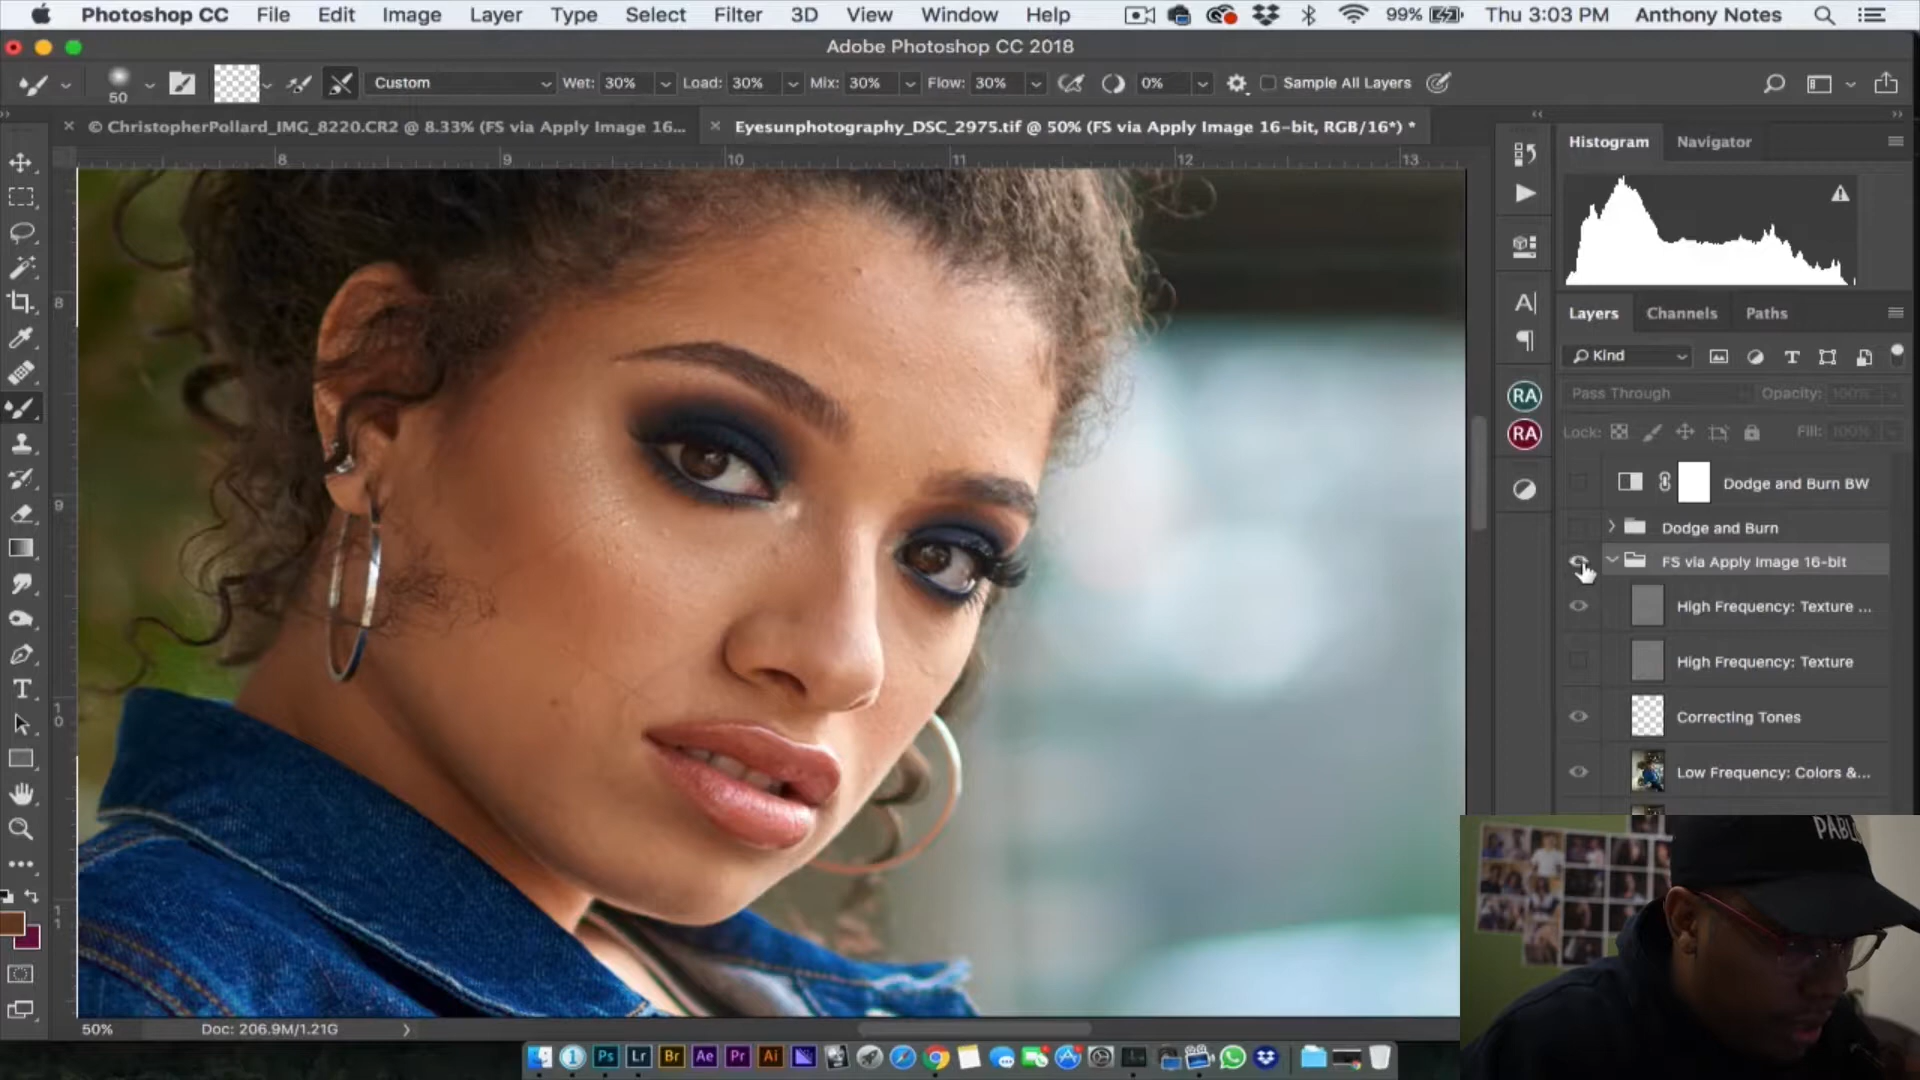 Photoshop CC File Edit Image Layer Type Select Filter 3D View Window Help 99% Thu 3:03 PM Anthony Notes
Adobe Photoshop CC 2018
50 Custom Wet: 30% Load: 30% Mix: 30% Flow: 30% 0% Sample All Layers
© ChristopherPollard_IMG_8220.CR2 @ 8.33% (FS via Apply Image 16... Eyesunphotography_DSC_2975.tif @ 50% (FS via Apply Image 16-bit, RGB/16*) *
8 9 10 11 12 13
8
9
10
11
Histogram Navigator
Layers Channels Paths
Kind
Pass Through Opacity: 100%
Lock: Fill: 100%
RA
RA
Dodge and Burn BW
Dodge and Burn
FS via Apply Image 16-bit
High Frequency: Texture ...
High Frequency: Texture
Correcting Tones
Low Frequency: Colors &...
50% Doc: 206.9M/1.21G
Ps Lr Br Ae Pr Ai